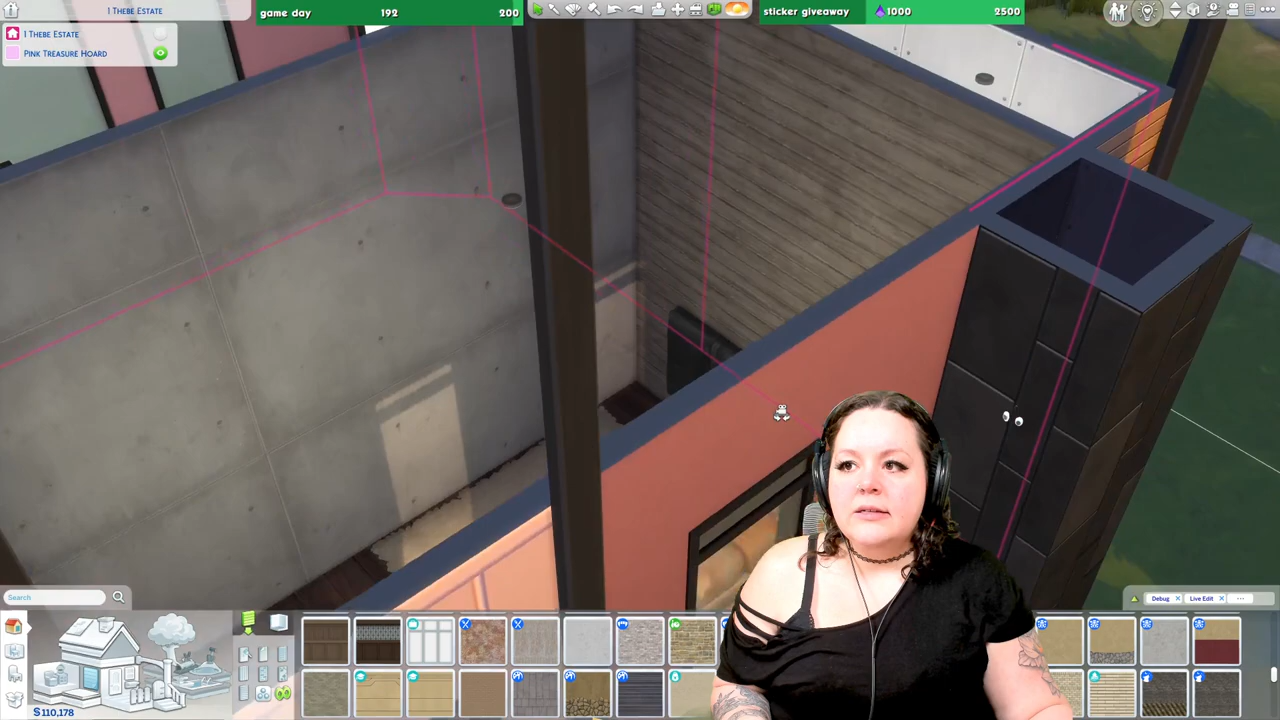 1 THEBE ESTATE
game day 192 200
sticker giveaway 1000 2500
1 THEBE ESTATE
PINK TREASURE HOARD
Debug X Live Edit X ...
Search
§110,178